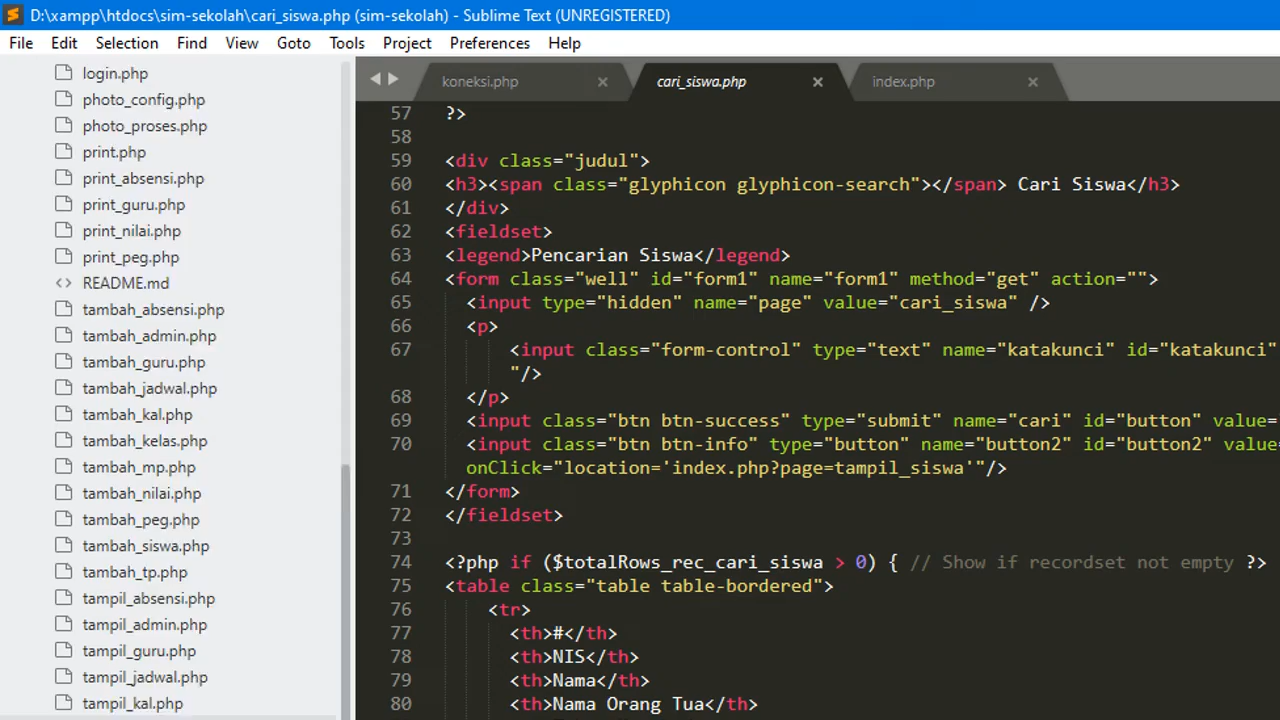 D:\xampp\htdocs\sim-sekolah\cari_siswa.php (sim-sekolah) - Sublime Text (UNREGISTERED)
File Edit Selection Find View Goto Tools Project Preferences Help
login.php
photo_config.php
photo_proses.php
print.php
print_absensi.php
print_guru.php
print_nilai.php
print_peg.php
README.md
tambah_absensi.php
tambah_admin.php
tambah_guru.php
tambah_jadwal.php
tambah_kal.php
tambah_kelas.php
tambah_mp.php
tambah_nilai.php
tambah_peg.php
tambah_siswa.php
tambah_tp.php
tampil_absensi.php
tampil_admin.php
tampil_guru.php
tampil_jadwal.php
tampil_kal.php
koneksi.php × cari_siswa.php × index.php ×
57 ?>
58
59 <div class="judul">
60 <h3><span class="glyphicon glyphicon-search"></span> Cari Siswa</h3>
61 </div>
62 <fieldset>
63 <legend>Pencarian Siswa</legend>
64 <form class="well" id="form1" name="form1" method="get" action="">
65 <input type="hidden" name="page" value="cari_siswa" />
66 <p>
67 <input class="form-control" type="text" name="katakunci" id="katakunci"
"/>
68 </p>
69 <input class="btn btn-success" type="submit" name="cari" id="button" value=
70 <input class="btn btn-info" type="button" name="button2" id="button2" value
onClick="location='index.php?page=tampil_siswa'"/>
71 </form>
72 </fieldset>
73
74 <?php if ($totalRows_rec_cari_siswa > 0) { // Show if recordset not empty ?>
75 <table class="table table-bordered">
76 <tr>
77 <th>#</th>
78 <th>NIS</th>
79 <th>Nama</th>
80 <th>Nama Orang Tua</th>